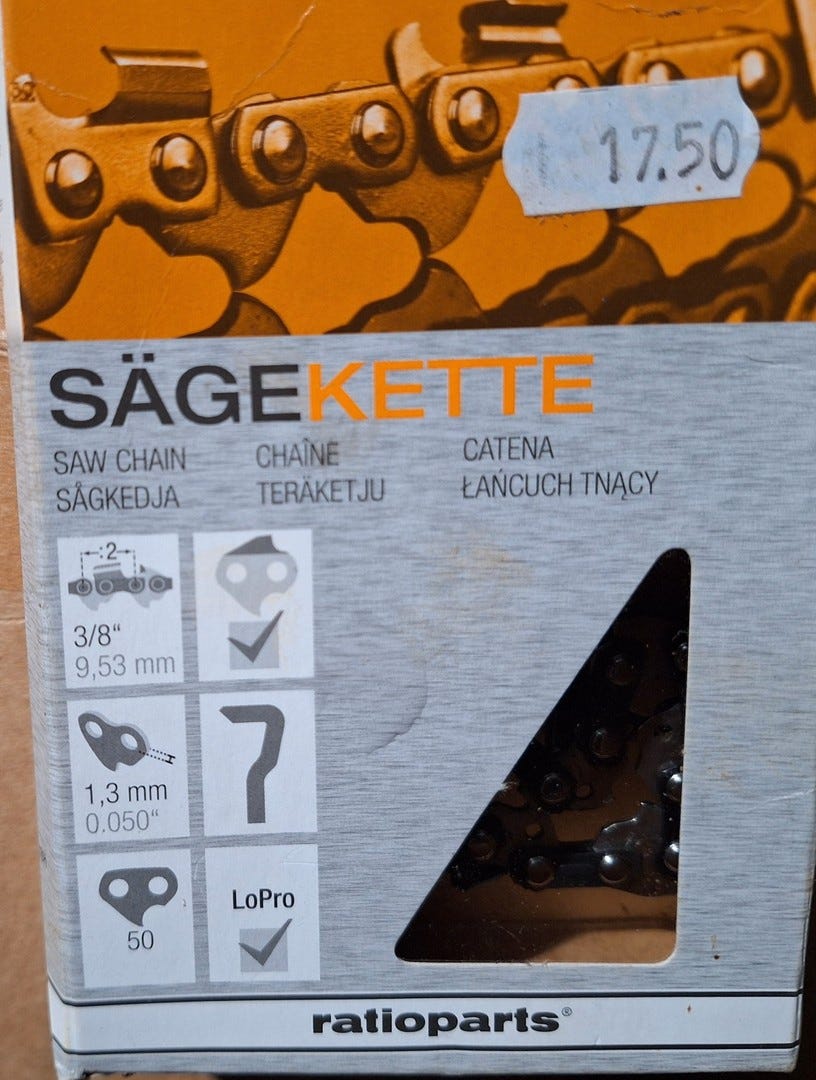 17.50
SÄGEKETTE
SAW CHAIN CHAÎNE CATENA
SÅGKEDJA TERÄKETJU ŁAŃCUCH TNĄCY
:2
3/8“
9,53 mm
1,3 mm
0.050“
50
LoPro
ratioparts®